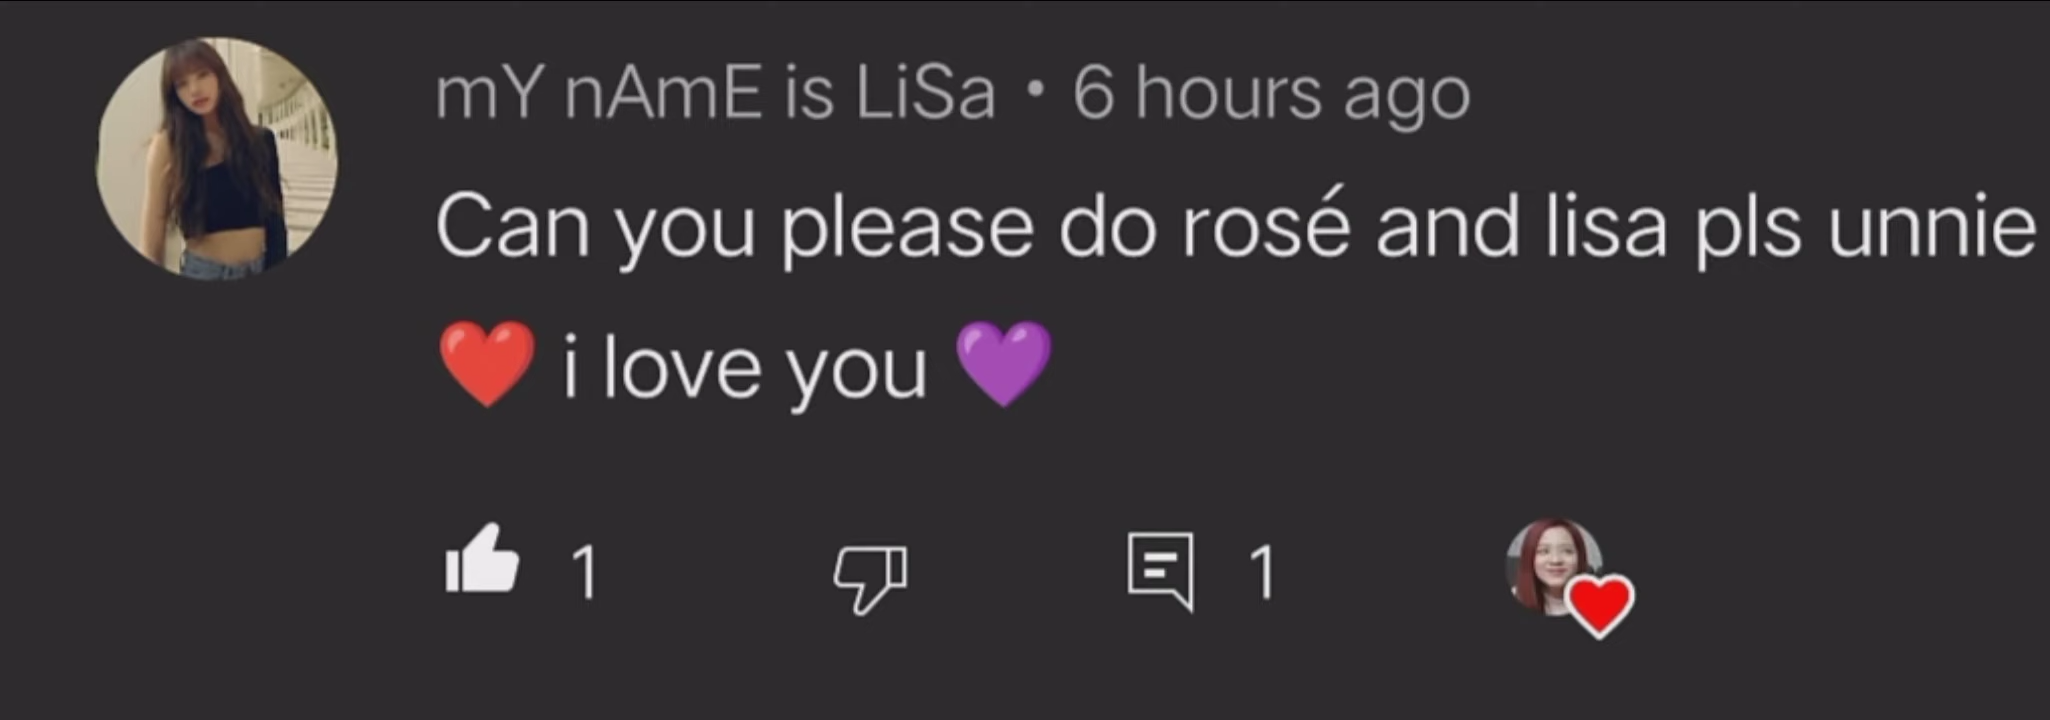 mY nAmE is LiSa • 6 hours ago
Can you please do rosé and lisa pls unnie
❤️ i love you 💜
1 1